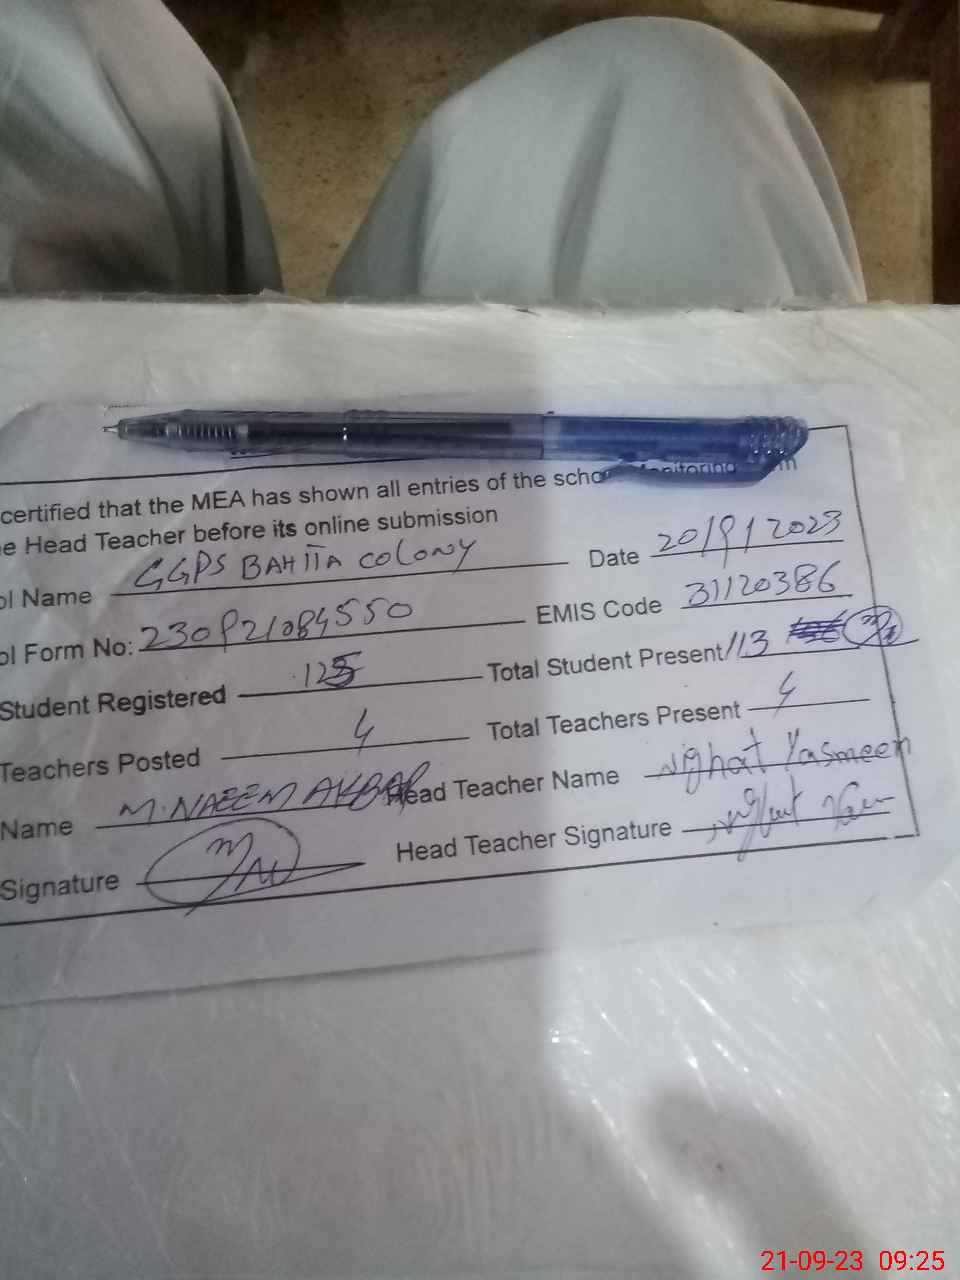 certified that the MEA has shown all entries of the scho nitoring m
e Head Teacher before its online submission
ol Name GGPS BAHTTA COLONY Date 20/9/2023
ol Form No: 230921084550 EMIS Code 31120386
Student Registered 125 Total Student Present 113
Teachers Posted 4 Total Teachers Present 4
Name M. NAEEM AKBAR Head Teacher Name Nighat Yasmeen
Signature Head Teacher Signature
21-09-23 09:25